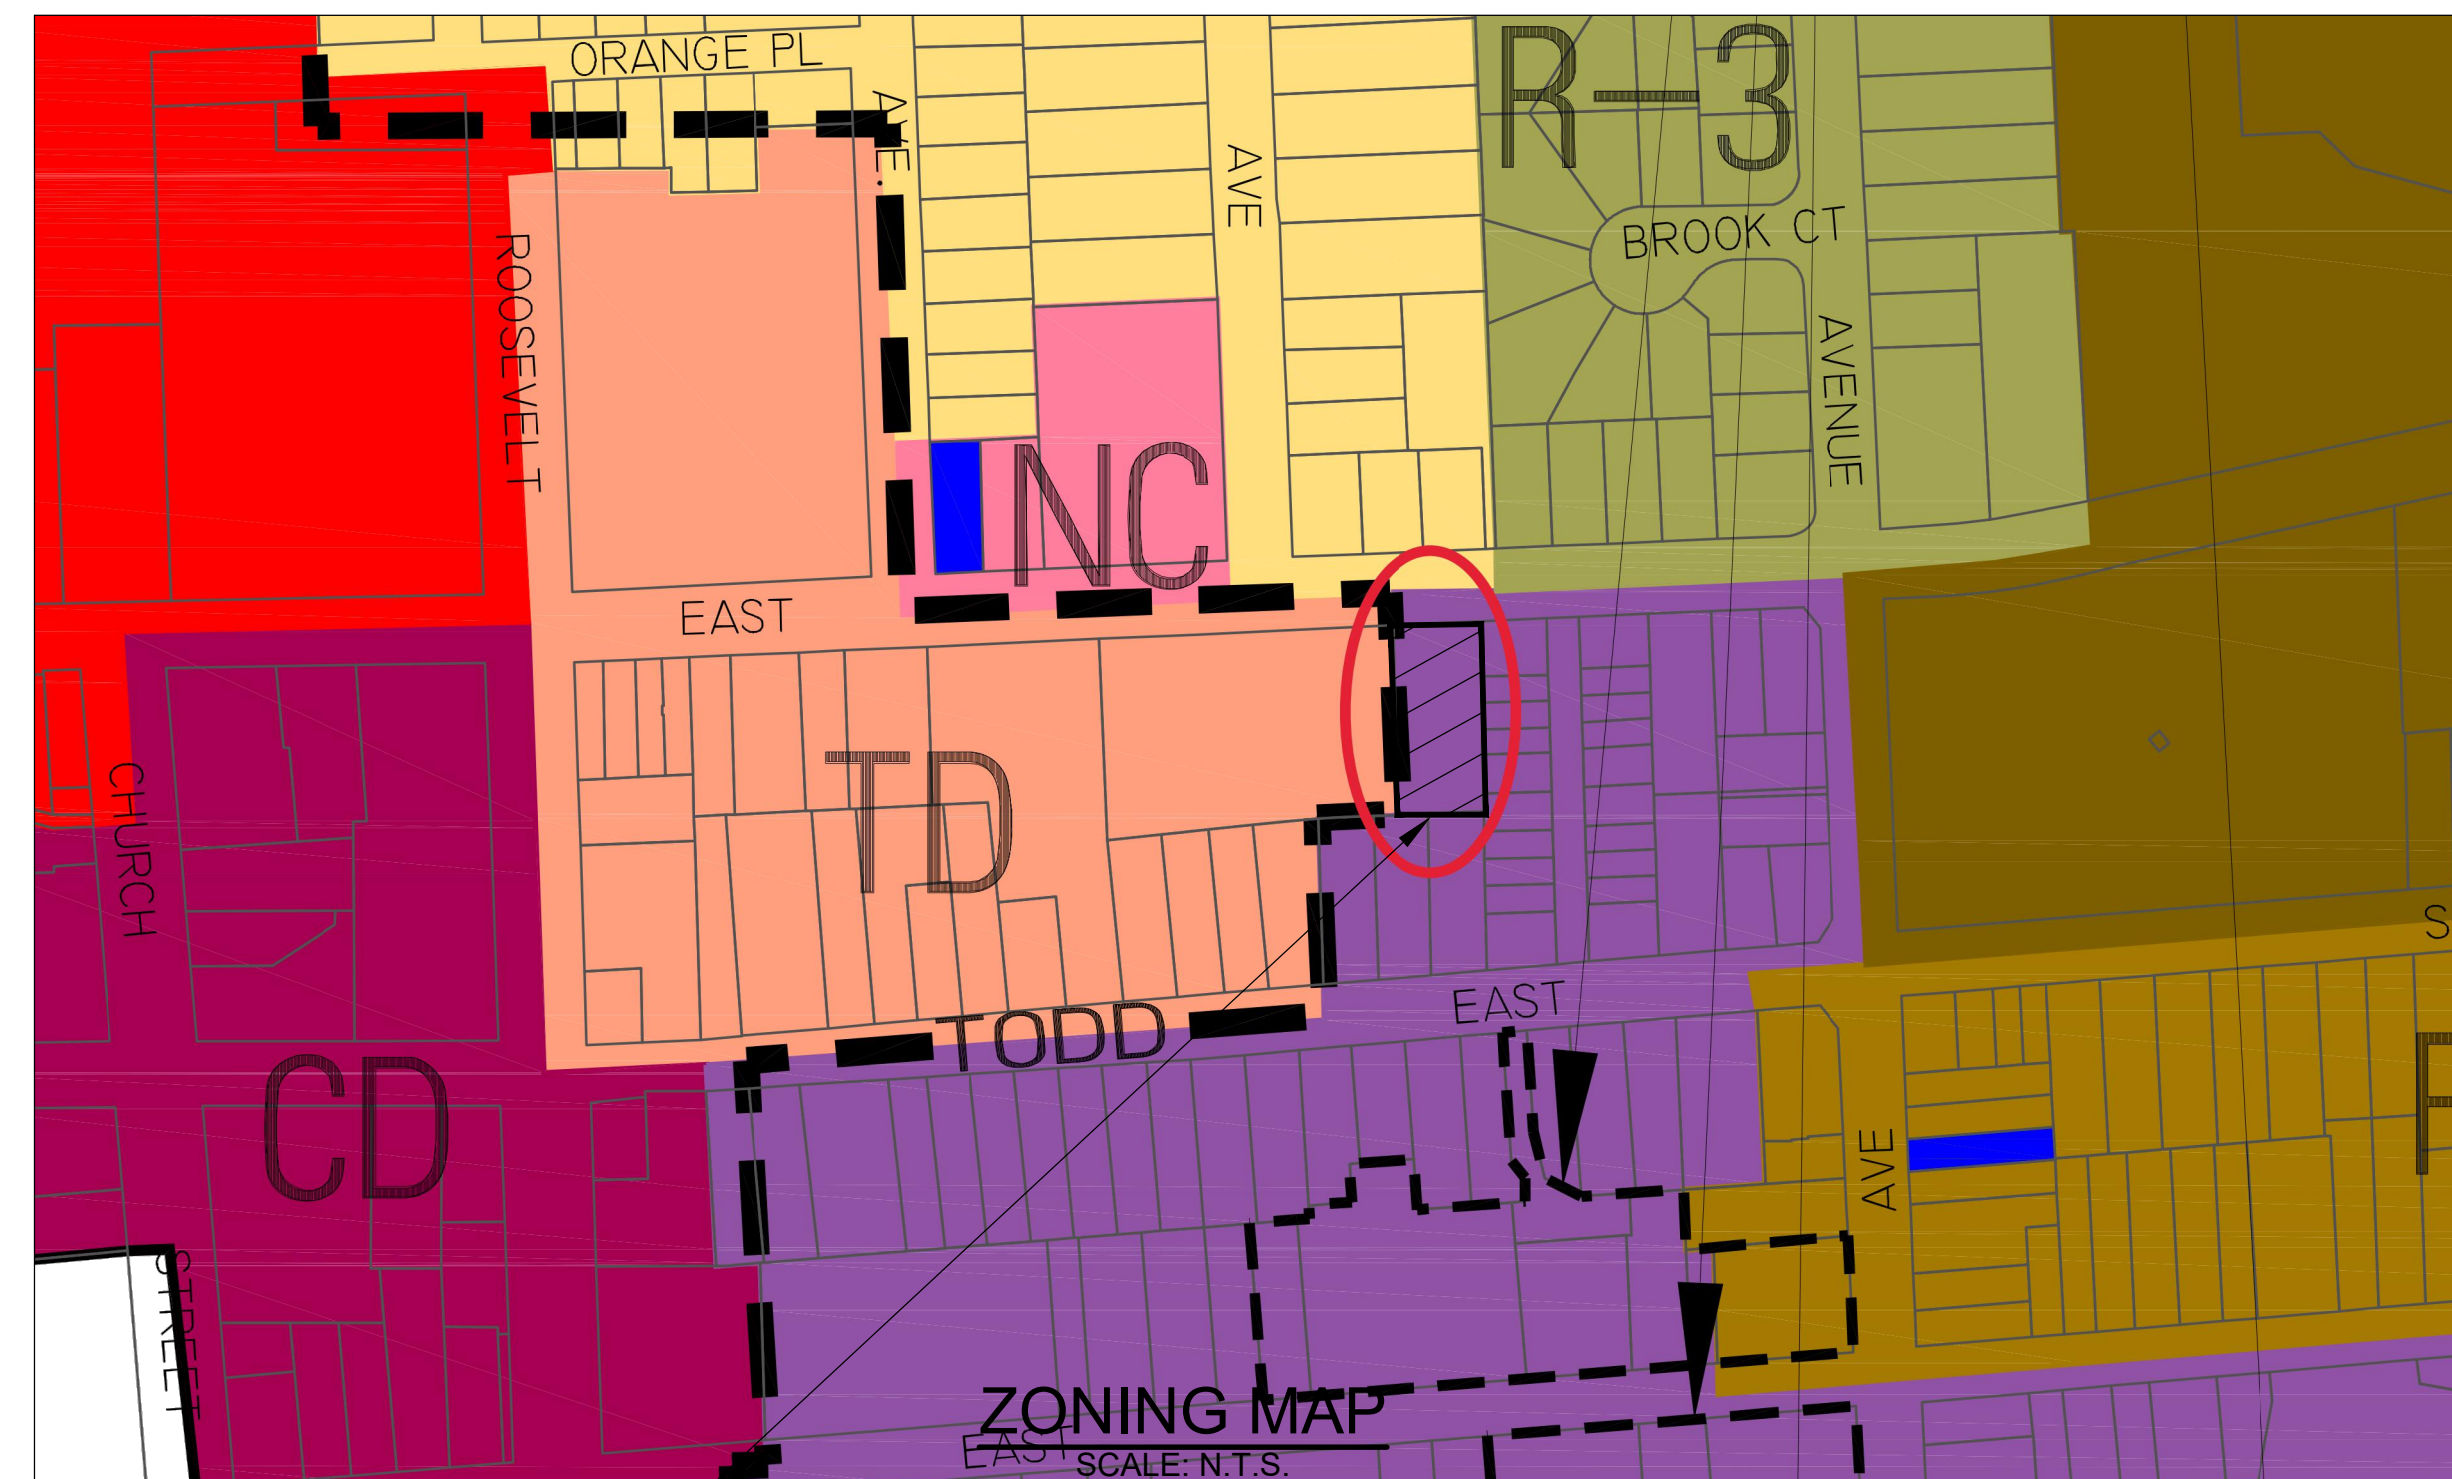 ORANGE PL
AVE.
R-3
AVE
BROOK CT
ROOSEVELT
AVENUE
NC
EAST
TD
CHURCH
S
EAST
TODD
CD
AVE
STREET
ZONING MAP
EAST
SCALE: N.T.S.